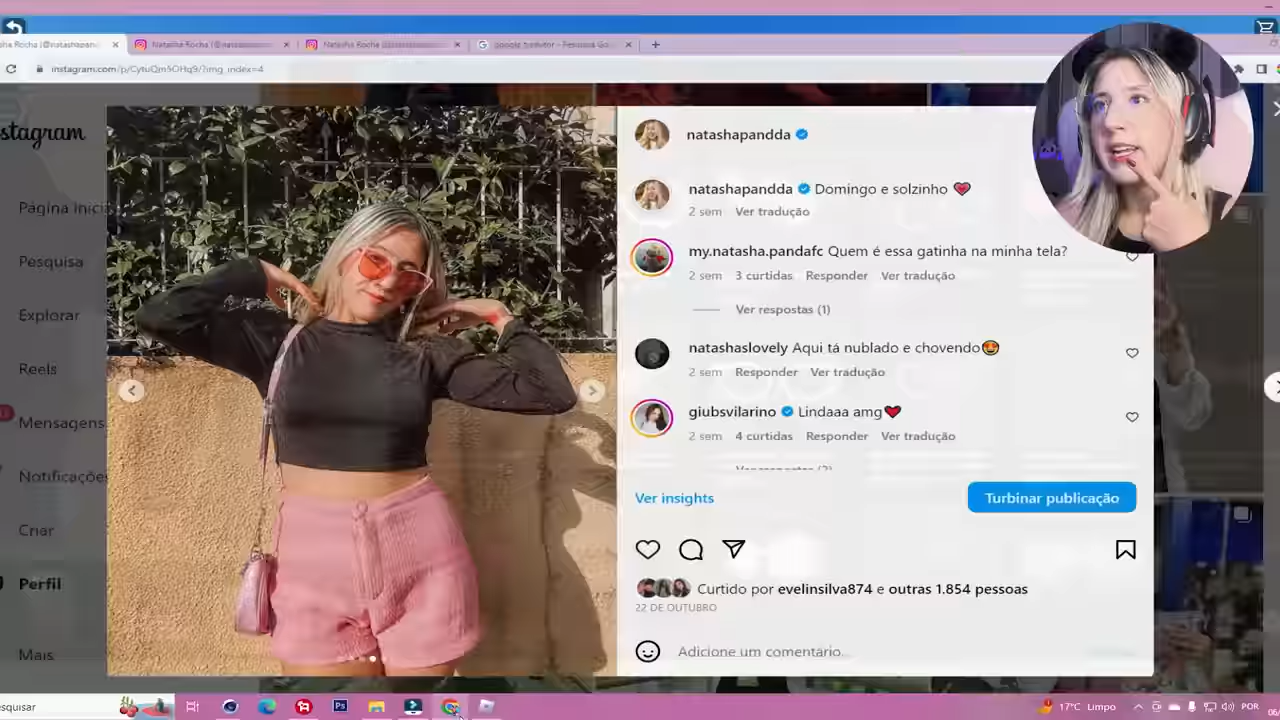 instagram.com/p/CytuQm5OHq9/?img_index=4
stagram
Página Inici
Pesquisa
Explorar
Reels
Mensagens
Notificações
Criar
Perfil
Mais
natashapandda
natashapandda Domingo e solzinho
2 sem Ver tradução
my.natasha.pandafc Quem é essa gatinha na minha tela?
2 sem 3 curtidas Responder Ver tradução
Ver respostas (1)
natashaslovely Aqui tá nublado e chovendo
2 sem Responder Ver tradução
giubsvilarino Lindaaa amg
2 sem 4 curtidas Responder Ver tradução
Ver insights
Turbinar publicação
Curtido por evelinsilva874 e outras 1.854 pessoas
22 DE OUTUBRO
Adicione um comentário...
esquisar
Ps
17°C Limpo
POR